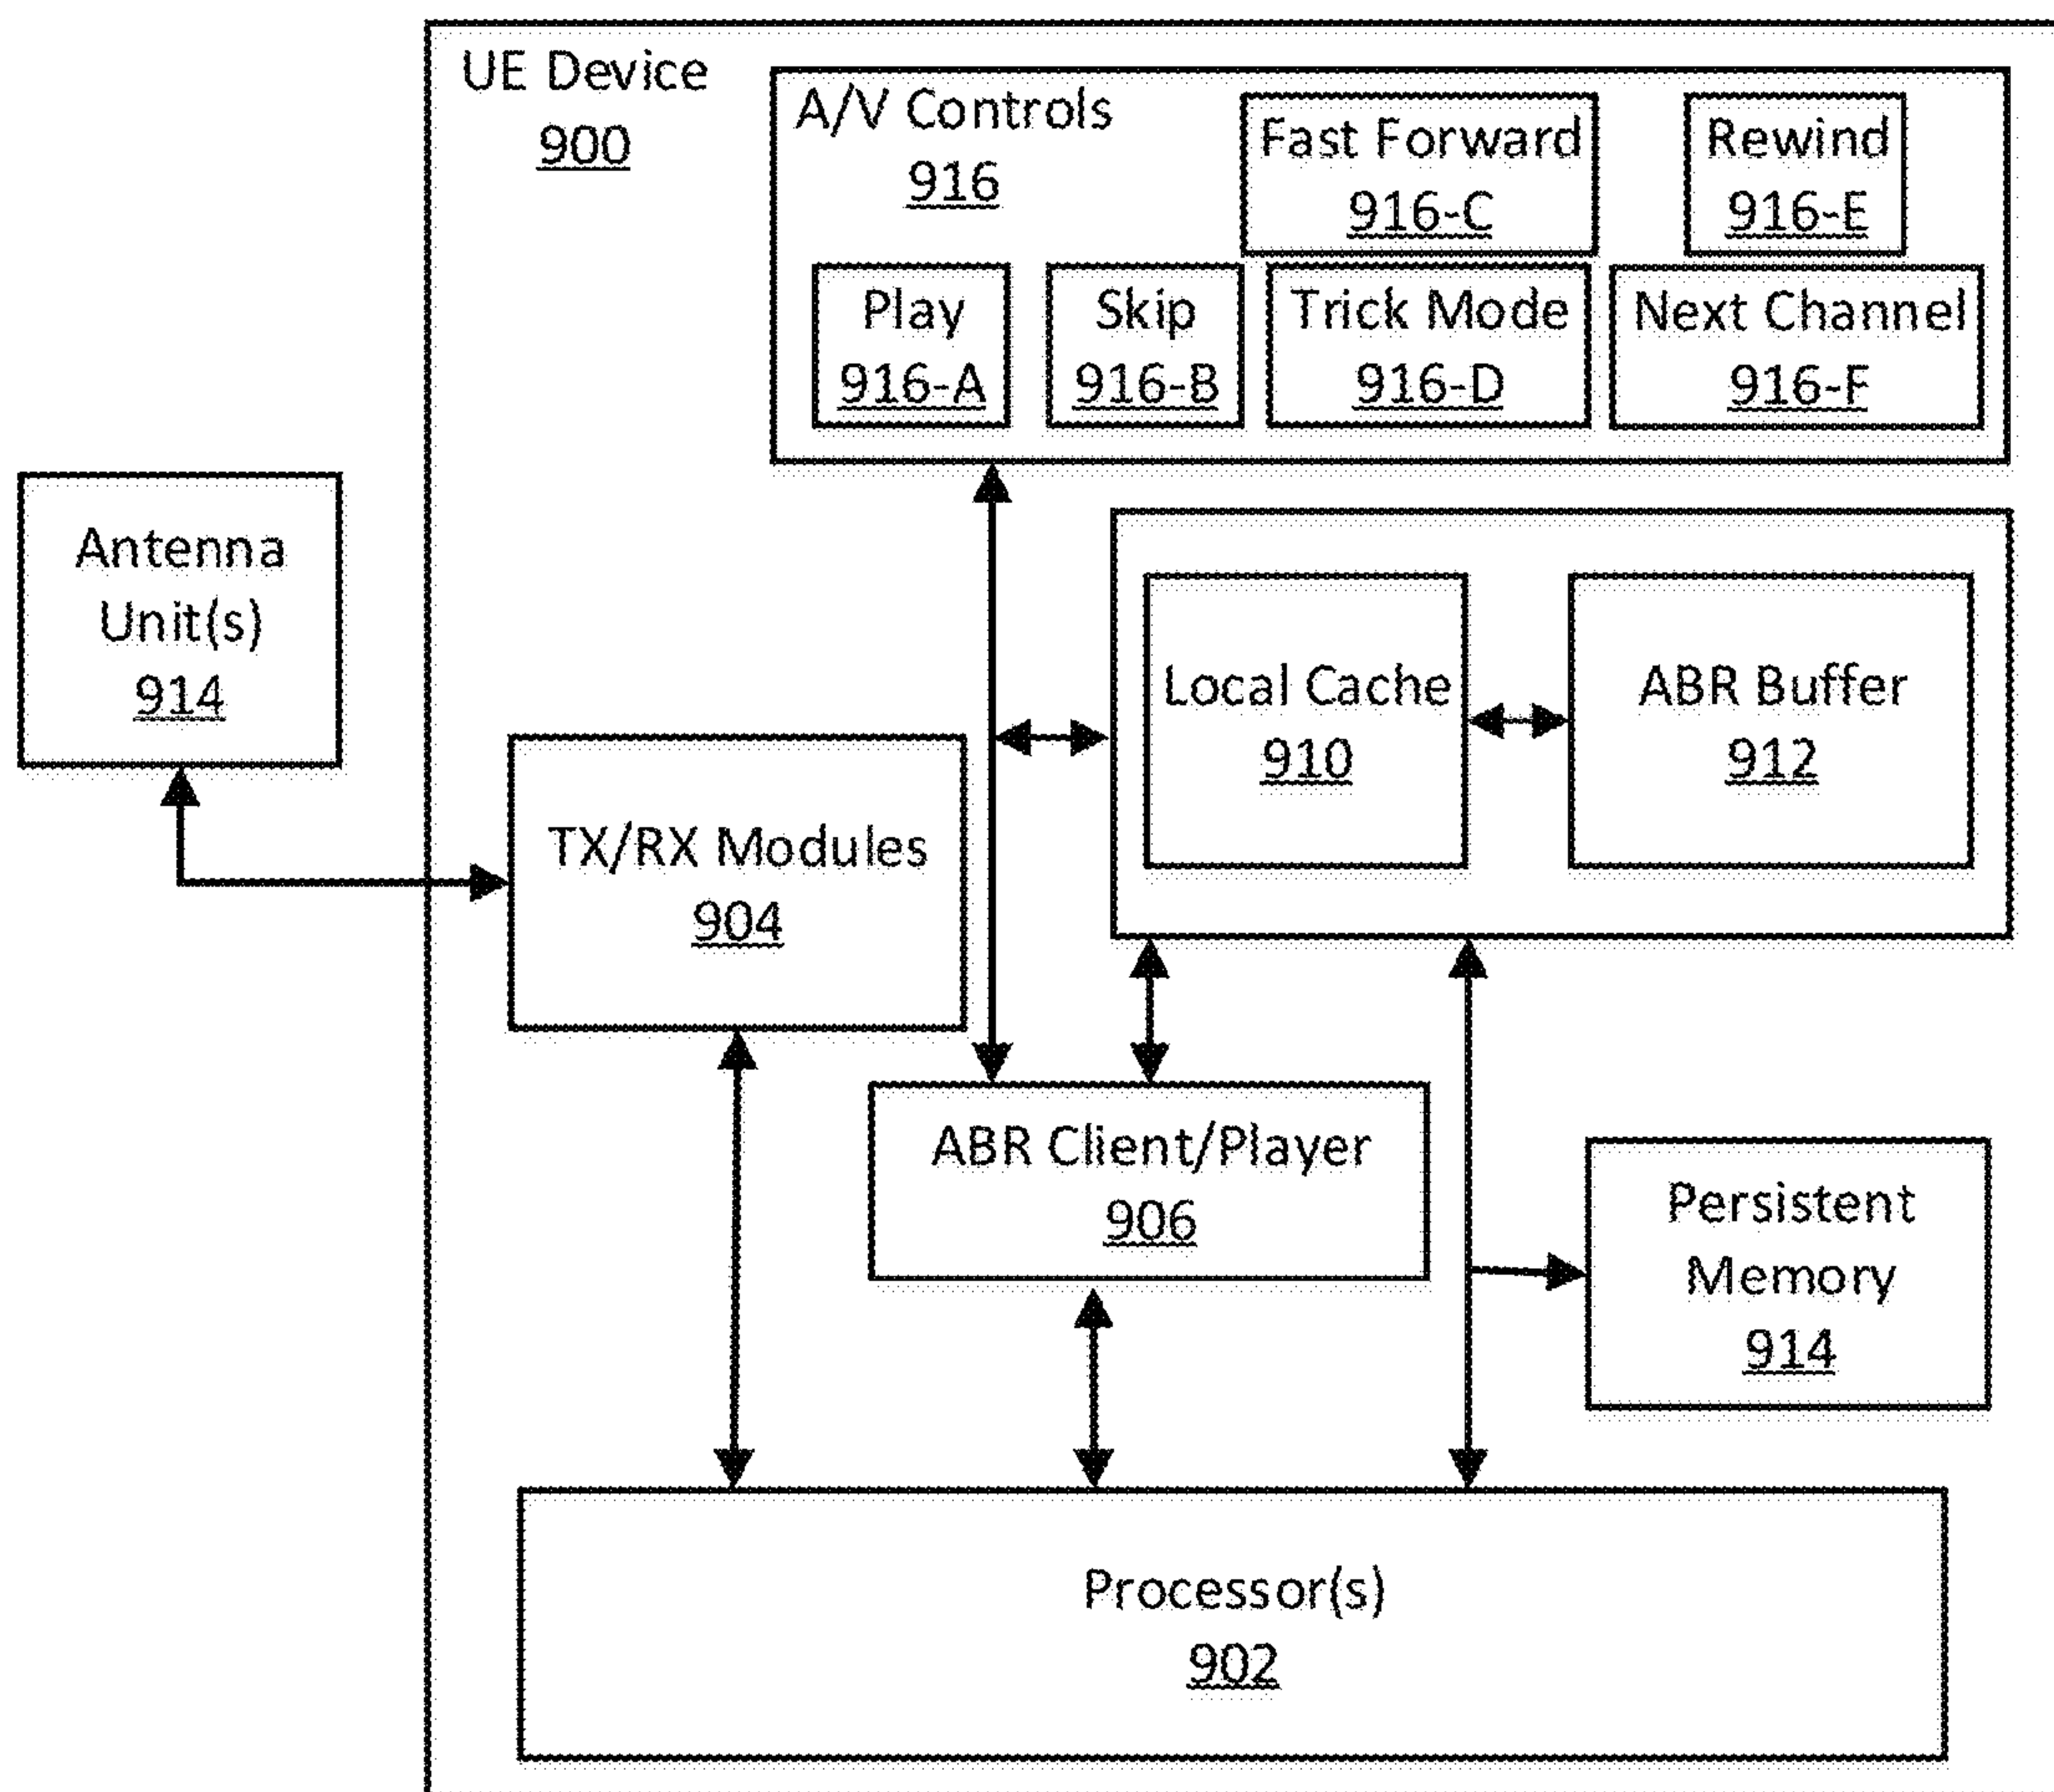 UE Device
900
A/V Controls
916
Fast Forward
916-C
Rewind
916-E
Play
916-A
Skip
916-B
Trick Mode
916-D
Next Channel
916-F
Antenna
Unit(s)
914
Local Cache
910
ABR Buffer
912
TX/RX Modules
904
ABR Client/Player
906
Persistent
Memory
914
Processor(s)
902